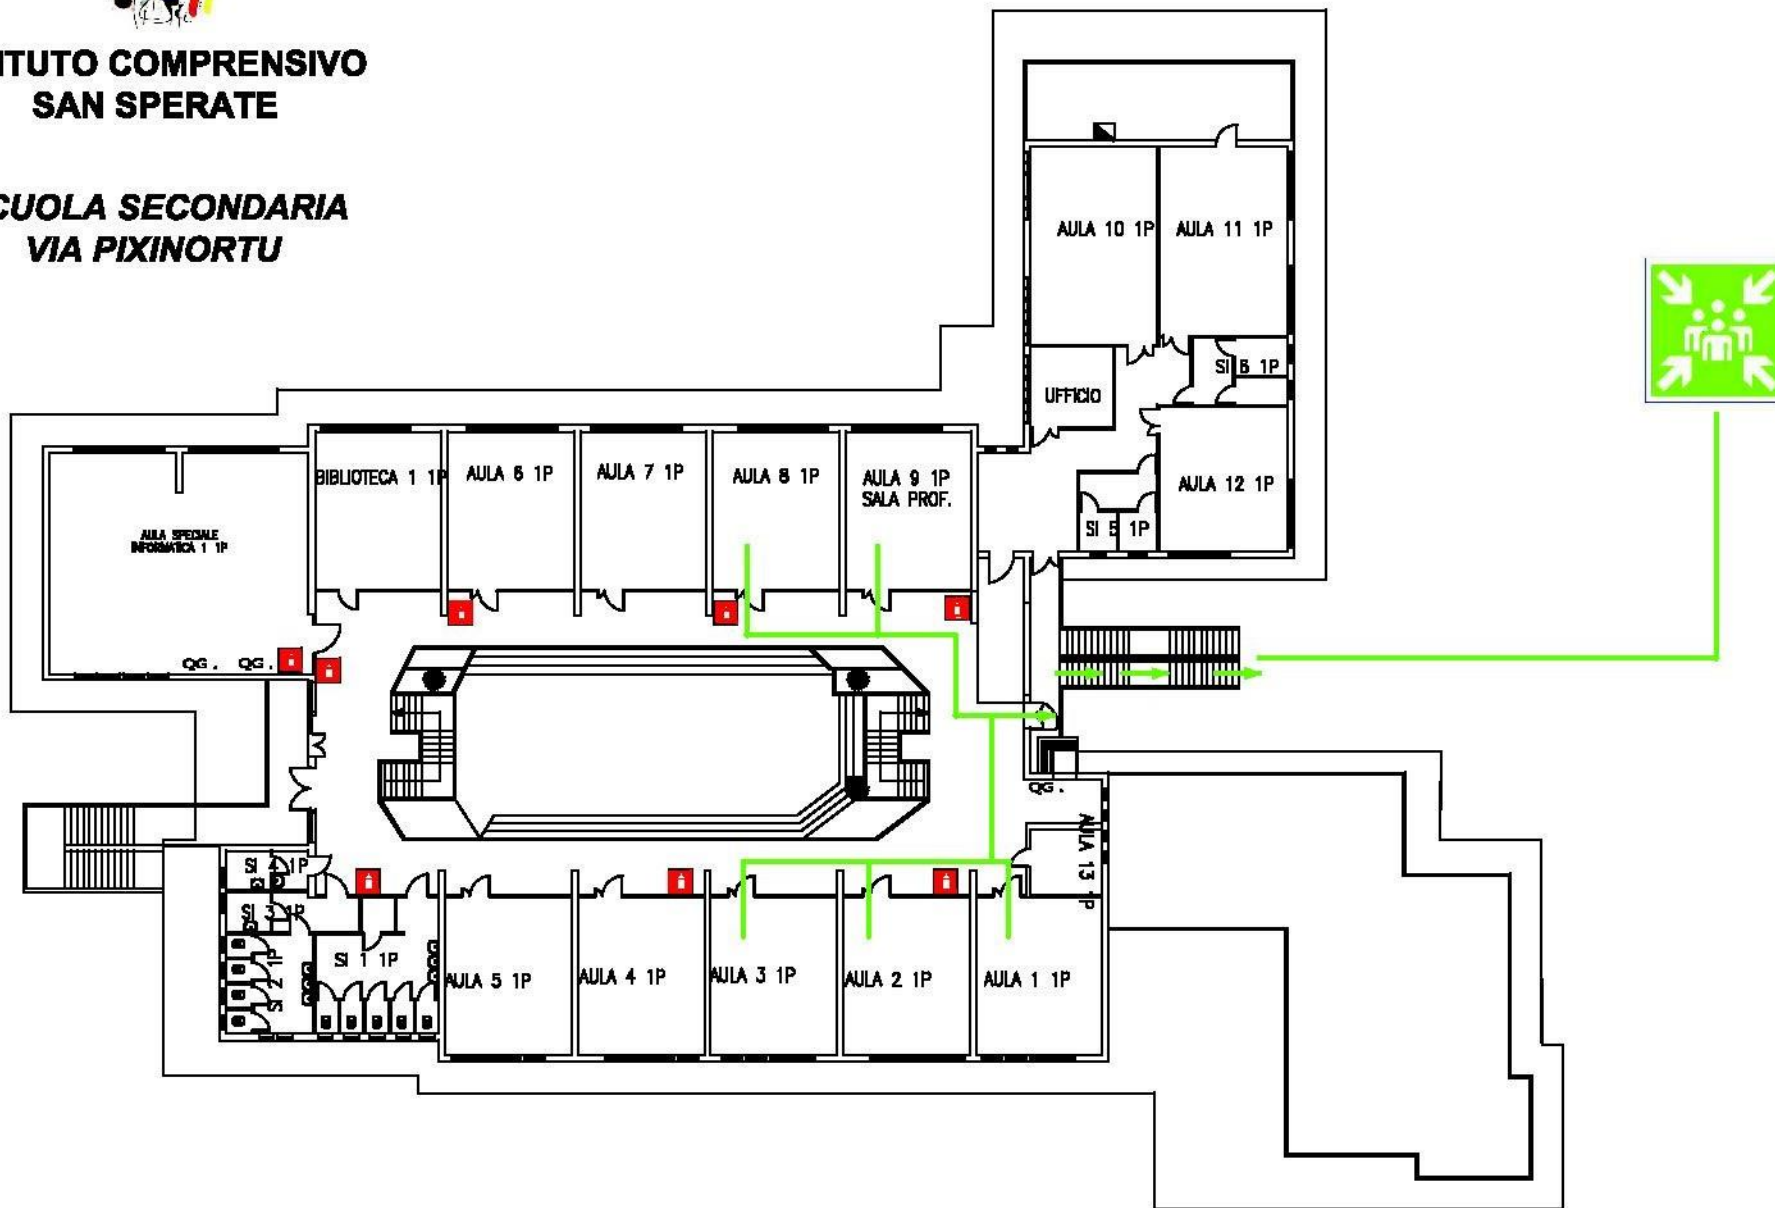 ITUTO COMPRENSIVO
SAN SPERATE
CUOLA SECONDARIA
VIA PIXINORTU
AULA 10 1P
AULA 11 1P
SI 6 1P
UFFICIO
BIBLIOTECA 1 1P
AULA 6 1P
AULA 7 1P
AULA 8 1P
AULA 9 1P
SALA PROF.
AULA 12 1P
SI 5 1P
AULA SPECIALE
INFORMATICA 1 1P
QG.
QG.
QG.
AULA 13 1P
SI 4 1P
SI 3 1P
SI 2 1P
SI 1 1P
AULA 5 1P
AULA 4 1P
AULA 3 1P
AULA 2 1P
AULA 1 1P